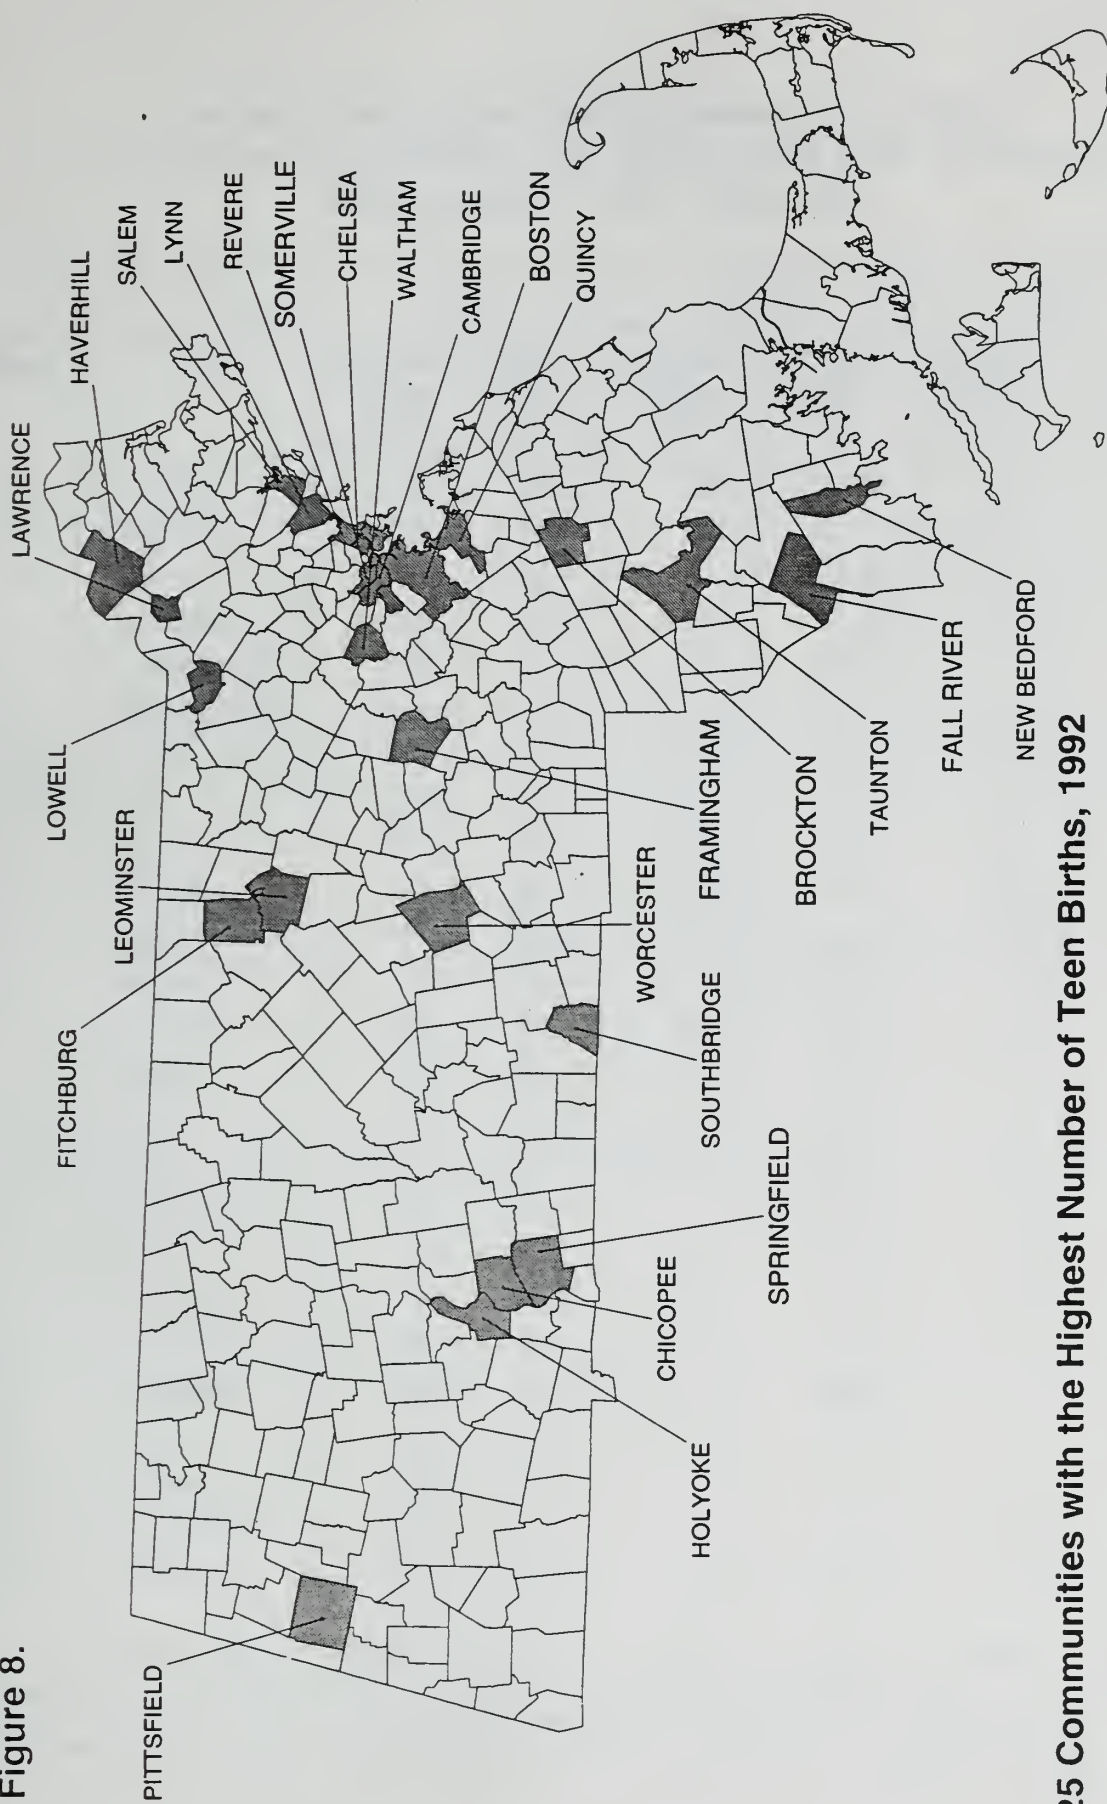 Figure 8.
LAWRENCE
HAVERHILL
SALEM
LYNN
REVERE
SOMERVILLE
CHELSEA
WALTHAM
CAMBRIDGE
BOSTON
QUINCY
LOWELL
LEOMINSTER
FITCHBURG
PITTSFIELD
FRAMINGHAM
WORCESTER
BROCKTON
TAUNTON
FALL RIVER
NEW BEDFORD
SOUTHBRIDGE
SPRINGFIELD
CHICOPEE
HOLYOKE
25 Communities with the Highest Number of Teen Births, 1992